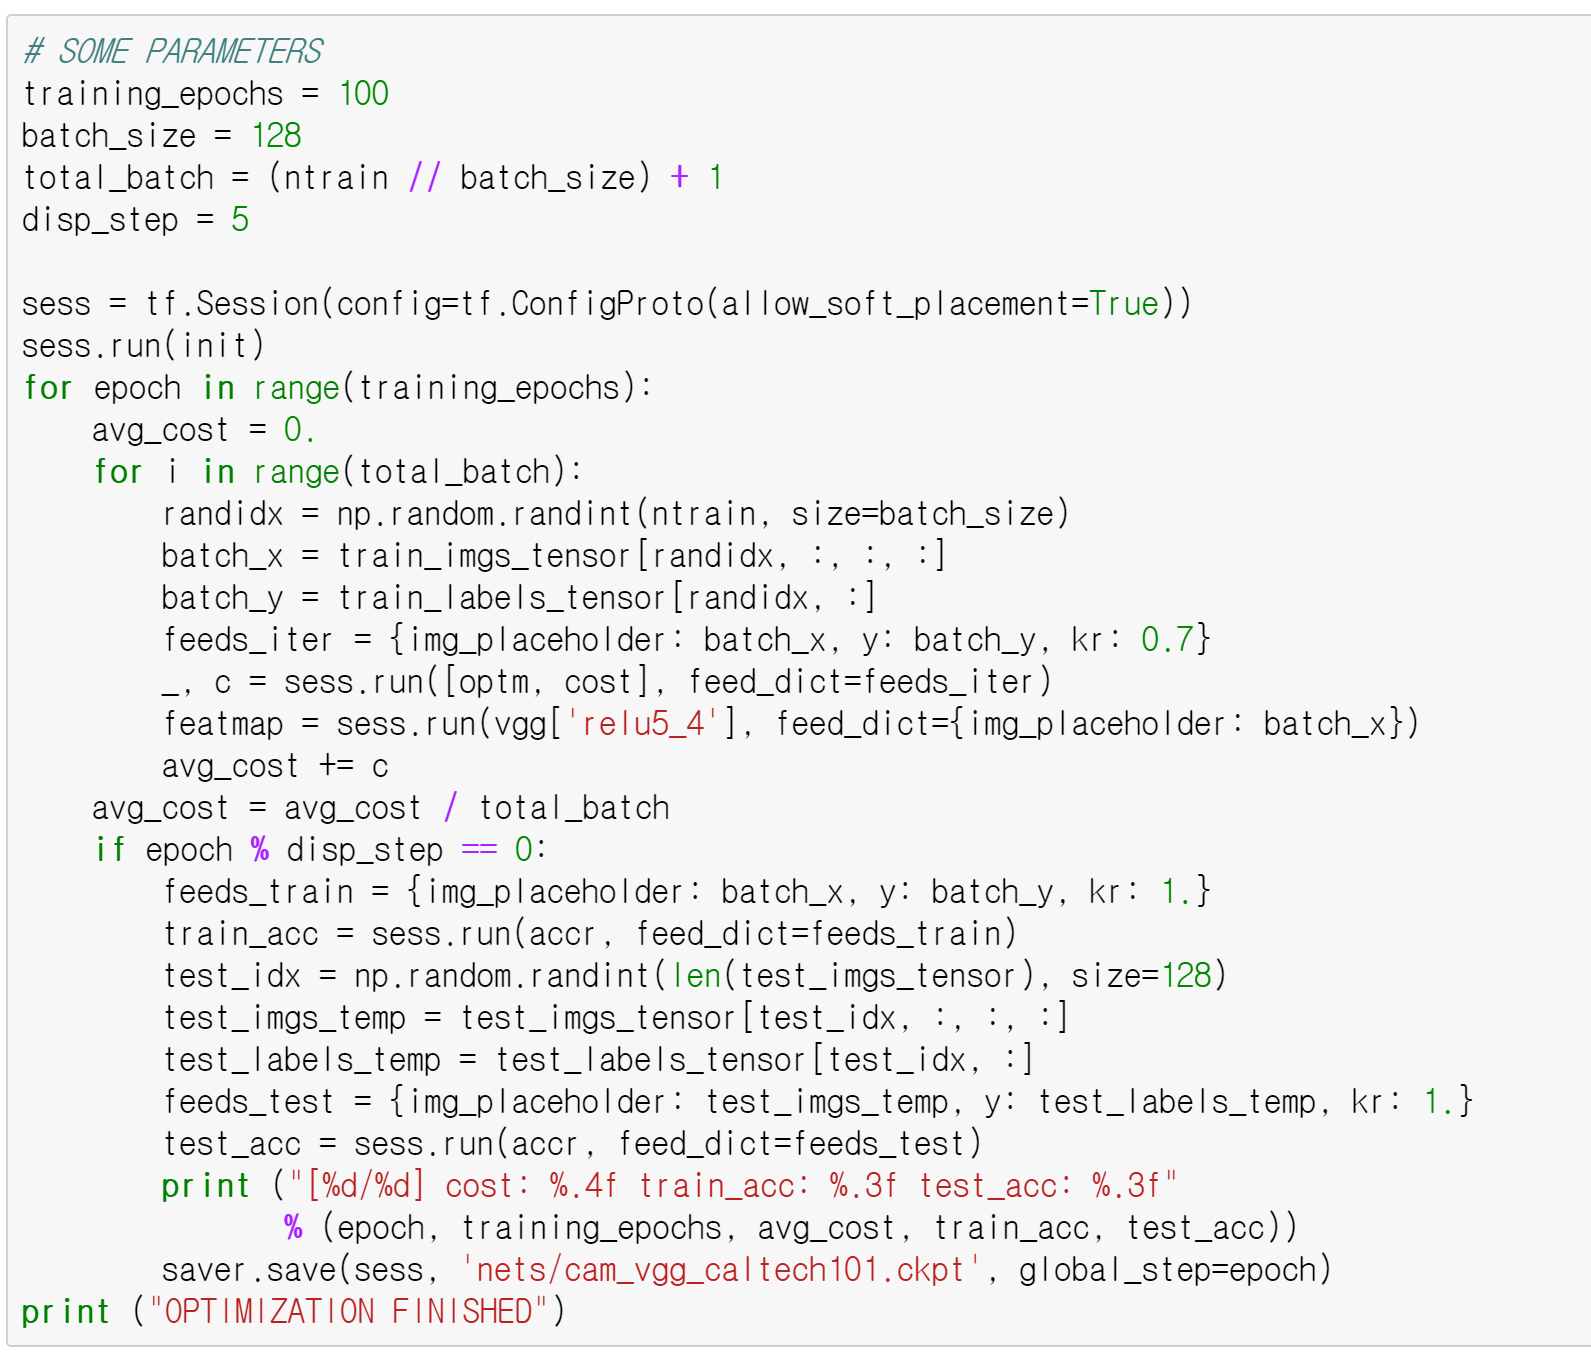 # SOME PARAMETERS
training_epochs = 100
batch_size = 128
total_batch = (ntrain // batch_size) + 1
disp_step = 5

sess = tf.Session(config=tf.ConfigProto(allow_soft_placement=True))
sess.run(init)
for epoch in range(training_epochs):
    avg_cost = 0.
    for i in range(total_batch):
        randidx = np.random.randint(ntrain, size=batch_size)
        batch_x = train_imgs_tensor[randidx, :, :, :]
        batch_y = train_labels_tensor[randidx, :]
        feeds_iter = {img_placeholder: batch_x, y: batch_y, kr: 0.7}
        _, c = sess.run([optm, cost], feed_dict=feeds_iter)
        featmap = sess.run(vgg['relu5_4'], feed_dict={img_placeholder: batch_x})
        avg_cost += c
    avg_cost = avg_cost / total_batch
    if epoch % disp_step == 0:
        feeds_train = {img_placeholder: batch_x, y: batch_y, kr: 1.}
        train_acc = sess.run(accr, feed_dict=feeds_train)
        test_idx = np.random.randint(len(test_imgs_tensor), size=128)
        test_imgs_temp = test_imgs_tensor[test_idx, :, :, :]
        test_labels_temp = test_labels_tensor[test_idx, :]
        feeds_test = {img_placeholder: test_imgs_temp, y: test_labels_temp, kr: 1.}
        test_acc = sess.run(accr, feed_dict=feeds_test)
        print ("[%d/%d] cost: %.4f train_acc: %.3f test_acc: %.3f"
               % (epoch, training_epochs, avg_cost, train_acc, test_acc))
        saver.save(sess, 'nets/cam_vgg_caltech101.ckpt', global_step=epoch)
print ("OPTIMIZATION FINISHED")